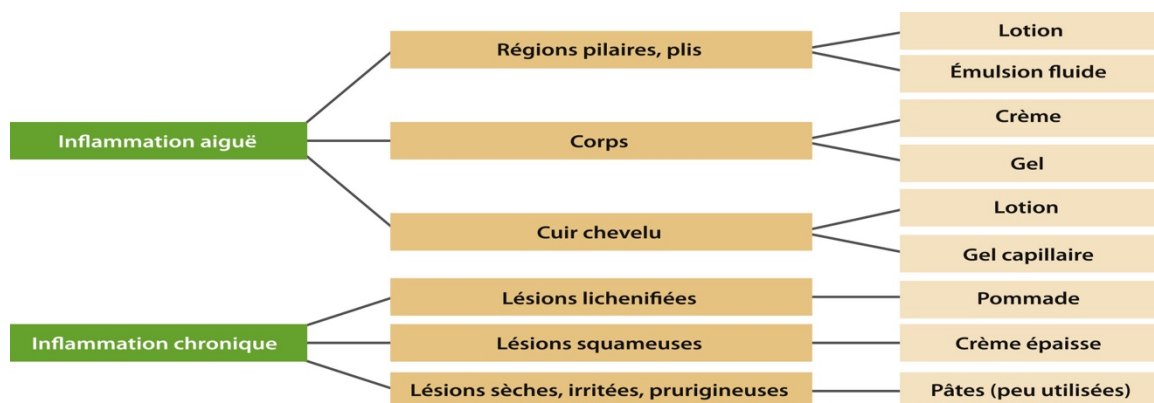 Inflammation aiguë
Régions pilaires, plis
Lotion
Émulsion fluide
Corps
Crème
Gel
Cuir chevelu
Lotion
Gel capillaire
Inflammation chronique
Lésions lichenifiées
Pommade
Lésions squameuses
Crème épaisse
Lésions sèches, irritées, prurigineuses
Pâtes (peu utilisées)